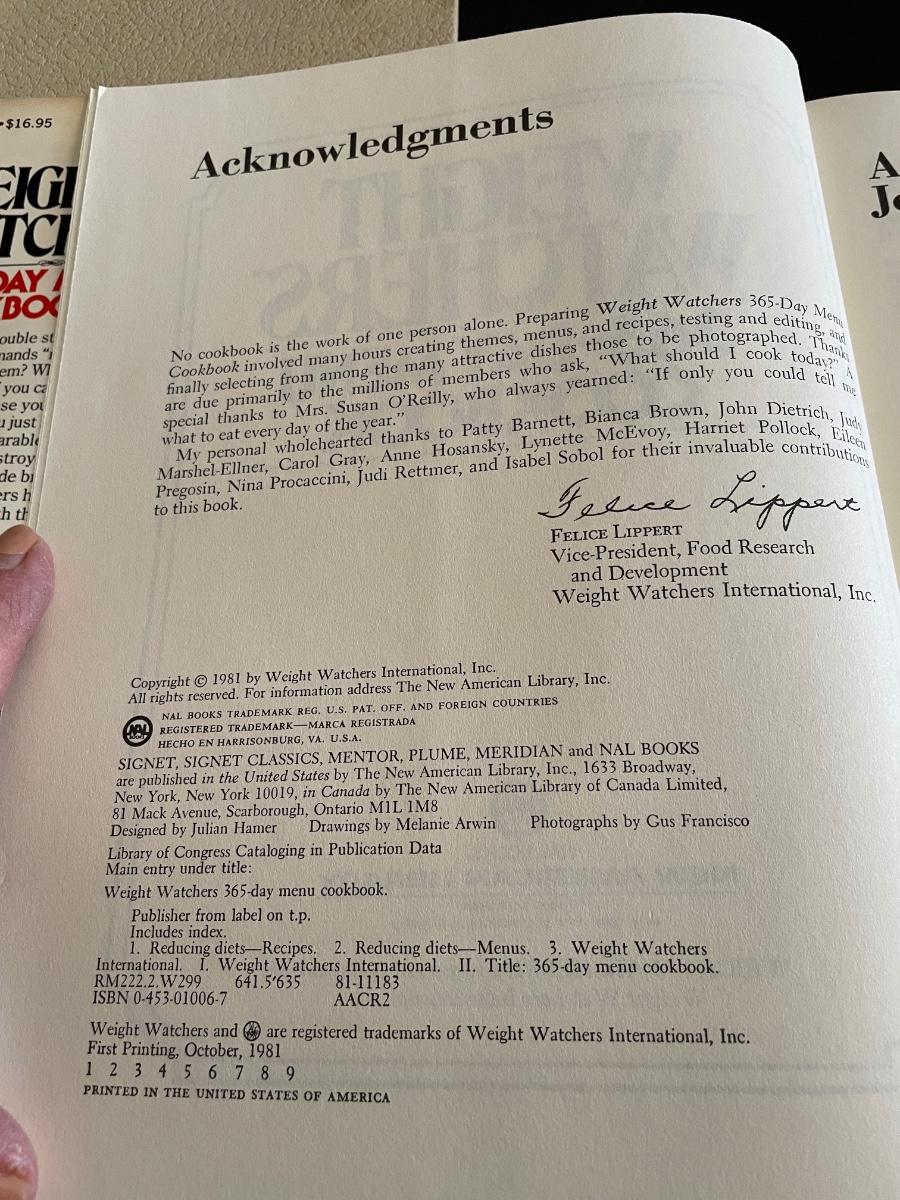 $16.95
Acknowledgments
No cookbook is the work of one person alone. Preparing Weight Watchers 365-Day Menu
Cookbook involved many hours creating themes, menus, and recipes, testing and editing, and
finally selecting from among the many attractive dishes those to be photographed. Thanks
are due primarily to the millions of members who ask, “What should I cook today?” A
special thanks to Mrs. Susan O’Reilly, who always yearned: “If only you could tell me
what to eat every day of the year.”
My personal wholehearted thanks to Patty Barnett, Bianca Brown, John Dietrich, Judy
Marshel-Ellner, Carol Gray, Anne Hosansky, Lynette McEvoy, Harriet Pollock, Eileen
Pregosin, Nina Procaccini, Judi Rettmer, and Isabel Sobol for their invaluable contributions
to this book.
Felice Lippert
FELICE LIPPERT
Vice-President, Food Research
and Development
Weight Watchers International, Inc.
Copyright © 1981 by Weight Watchers International, Inc.
All rights reserved. For information address The New American Library, Inc.
NAL BOOKS TRADEMARK REG. U.S. PAT. OFF. AND FOREIGN COUNTRIES
REGISTERED TRADEMARK—MARCA REGISTRADA
HECHO EN HARRISONBURG, VA. U.S.A.
SIGNET, SIGNET CLASSICS, MENTOR, PLUME, MERIDIAN and NAL BOOKS
are published in the United States by The New American Library, Inc., 1633 Broadway,
New York, New York 10019, in Canada by The New American Library of Canada Limited,
81 Mack Avenue, Scarborough, Ontario M1L 1M8
Designed by Julian Hamer Drawings by Melanie Arwin Photographs by Gus Francisco
Library of Congress Cataloging in Publication Data
Main entry under title:
Weight Watchers 365-day menu cookbook.
Publisher from label on t.p.
Includes index.
1. Reducing diets—Recipes. 2. Reducing diets—Menus. 3. Weight Watchers
International. I. Weight Watchers International. II. Title: 365-day menu cookbook.
RM222.2.W299 641.5'635 81-11183
ISBN 0-453-01006-7 AACR2
Weight Watchers and are registered trademarks of Weight Watchers International, Inc.
First Printing, October, 1981
1 2 3 4 5 6 7 8 9
PRINTED IN THE UNITED STATES OF AMERICA